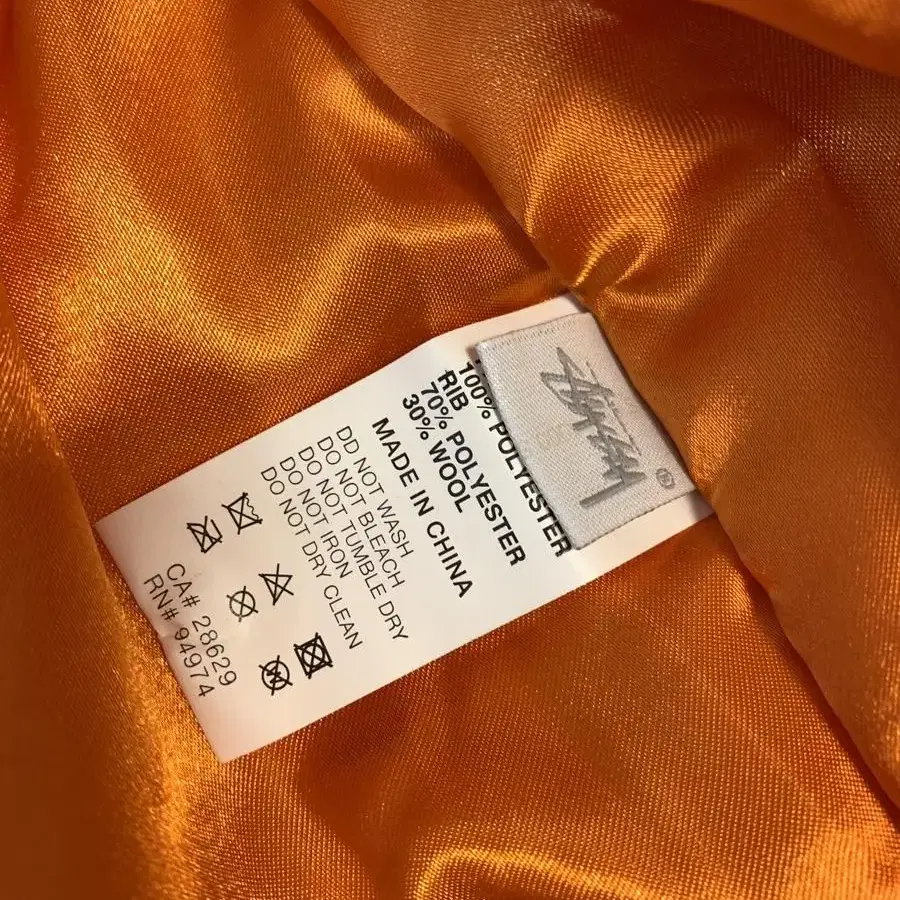 Stüssy
®
100% POLYESTER
RIB
70% POLYESTER
30% WOOL
MADE IN CHINA
DO NOT WASH
DO NOT BLEACH
DO NOT TUMBLE DRY
DO NOT IRON
DO NOT DRY CLEAN
CA# 28629
RN# 94974